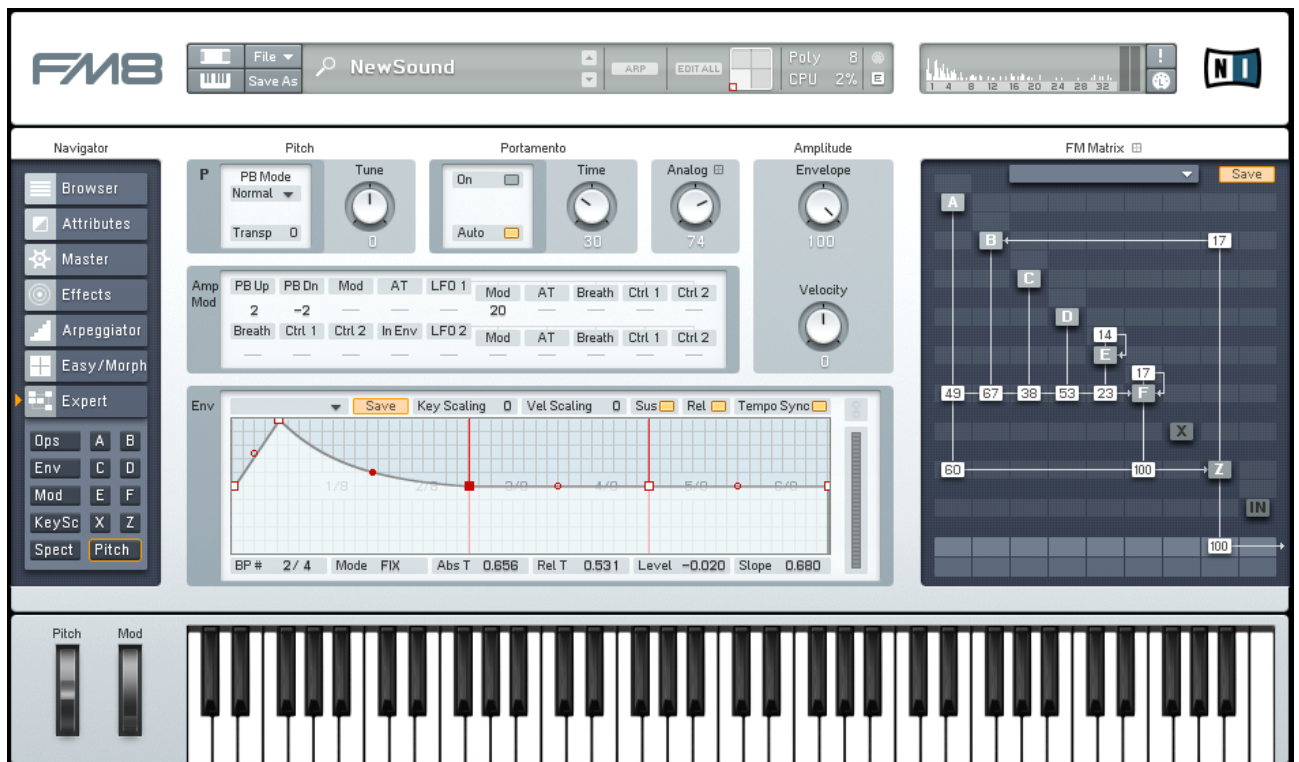 FM8
File
Save As
NewSound
ARP
EDIT ALL
Poly 8
CPU 2% E
1 4 8 12 16 20 24 28 32
!
NI
Navigator
Pitch
Portamento
Amplitude
FM Matrix
Browser
Attributes
Master
Effects
Arpeggiator
Easy/Morph
Expert
Ops A B
Env C D
Mod E F
KeySc X Z
Spect Pitch
P
PB Mode
Normal
Transp 0
Tune
0
On
Auto
Time
30
Analog
74
Envelope
100
Velocity
0
Amp
Mod
PB Up PB Dn Mod AT LFO 1 Mod AT Breath Ctrl 1 Ctrl 2
2 -2 20
Breath Ctrl 1 Ctrl 2 In Env LFO 2 Mod AT Breath Ctrl 1 Ctrl 2
Env
Save Key Scaling 0 Vel Scaling 0 Sus Rel Tempo Sync
1/8 2/8 3/8 4/8 5/8 6/8
BP # 2/ 4 Mode FIX Abs T 0.656 Rel T 0.531 Level -0.020 Slope 0.680
Save
A
B 17
C
D
14
E
17
49 67 38 53 23 F
X
60 100 Z
IN
100
Pitch Mod